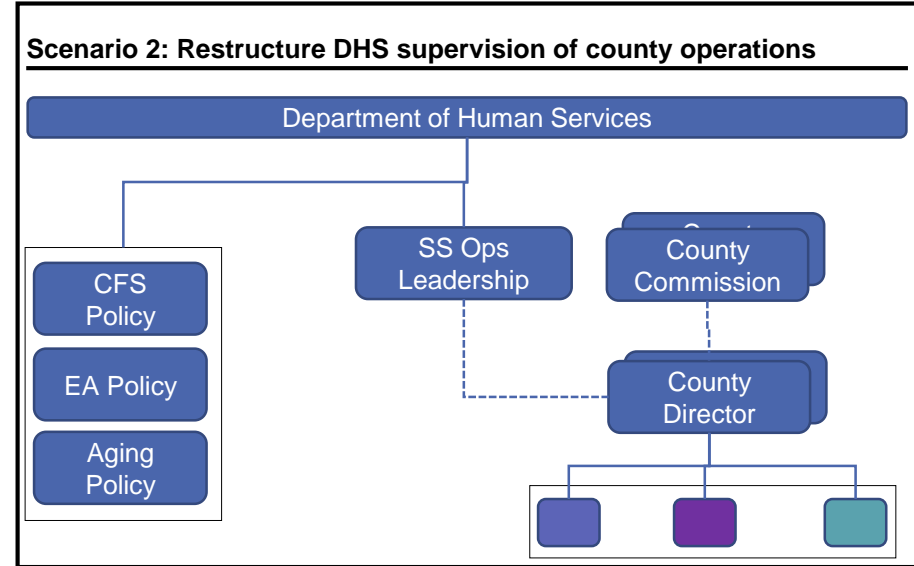 Scenario 2: Restructure DHS supervision of county operations
Department of Human Services
SS Ops
Leadership
County
Commission
CFS
Policy
EA Policy
Aging
Policy
County
Director